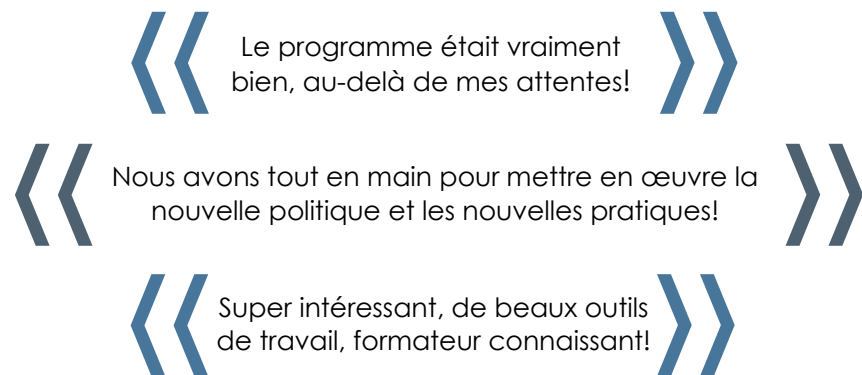 Le programme était vraiment
bien, au-delà de mes attentes!
Nous avons tout en main pour mettre en œuvre la
nouvelle politique et les nouvelles pratiques!
Super intéressant, de beaux outils
de travail, formateur connaissant!